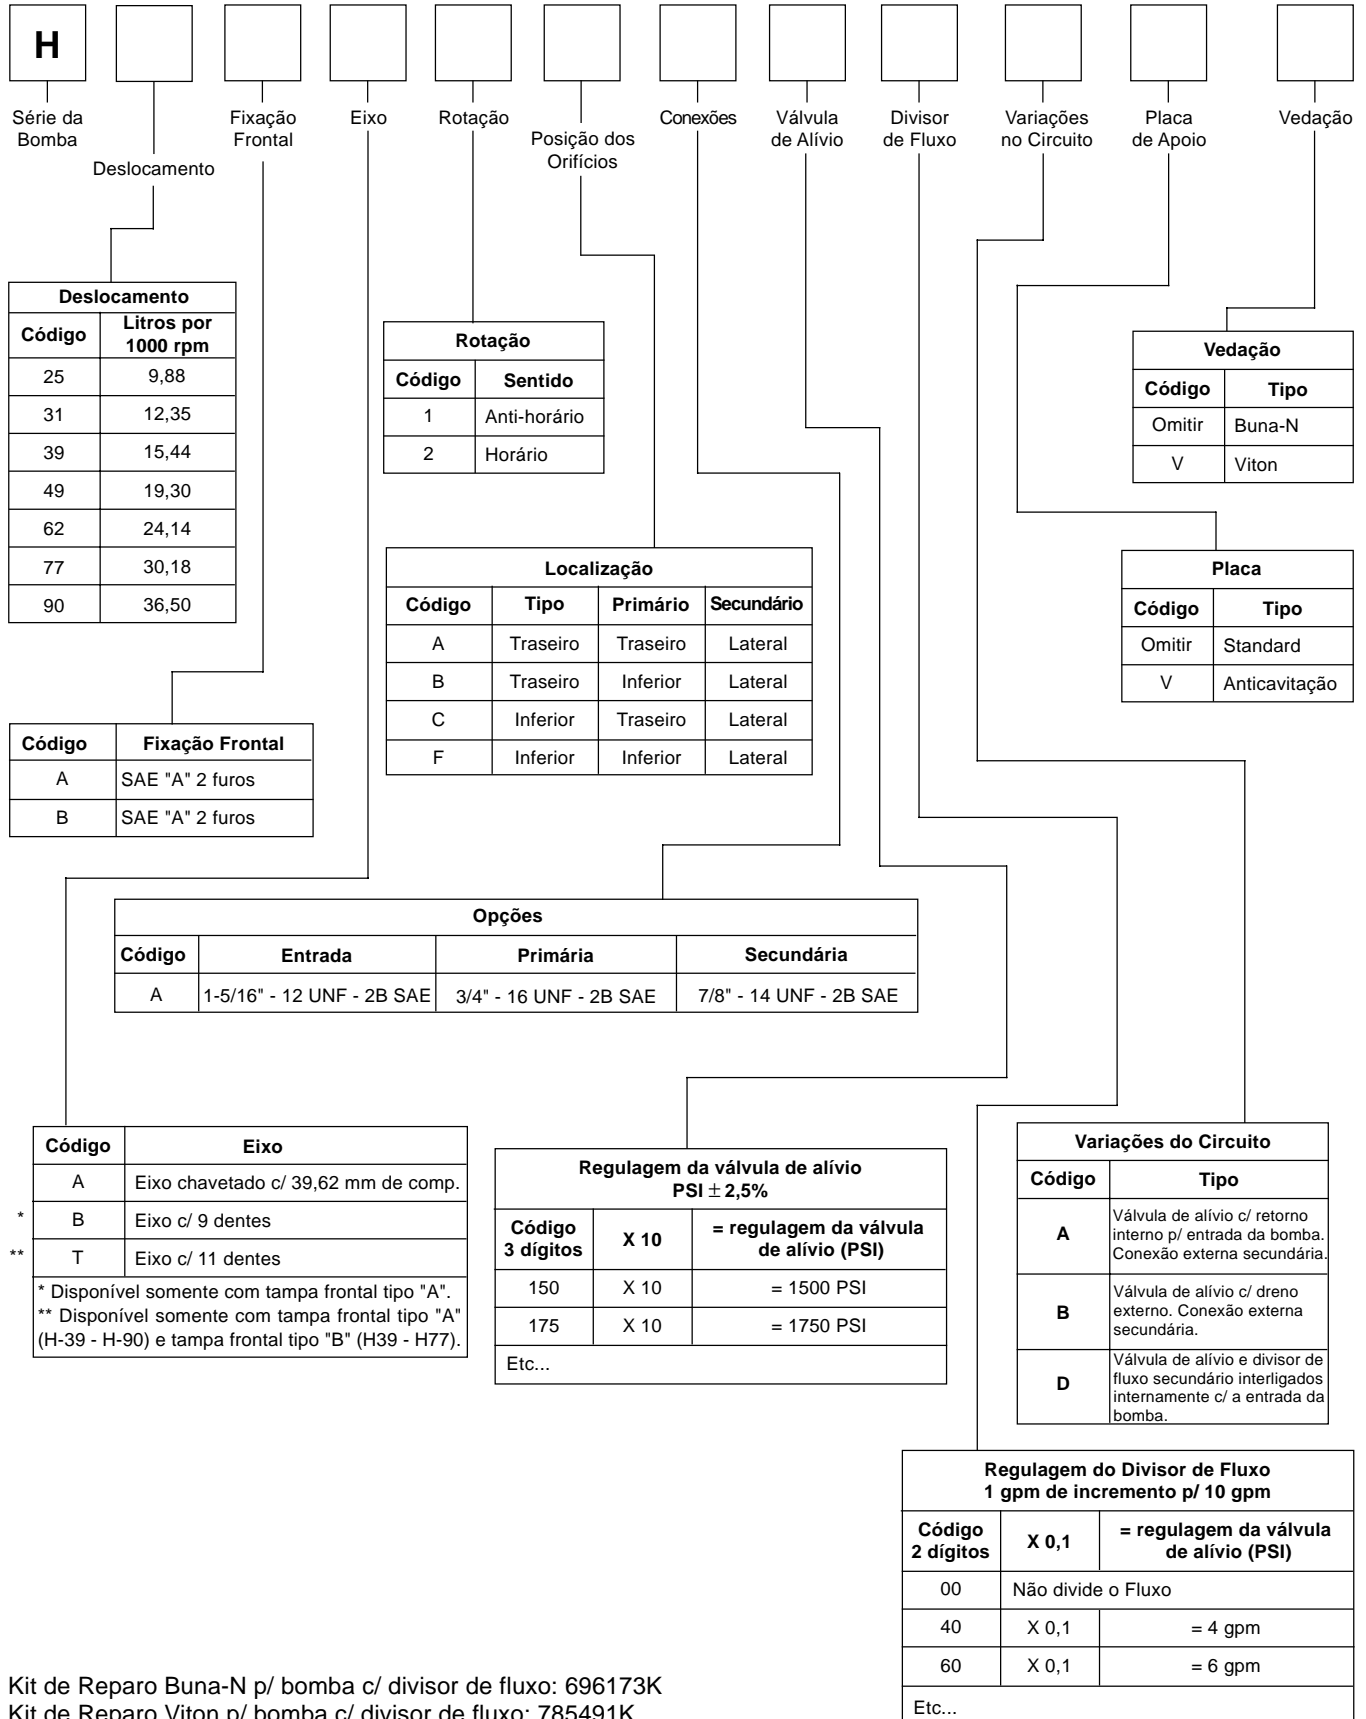 H
Série da
Bomba
Deslocamento
Fixação
Frontal
Eixo
Rotação
Posição dos
Orifícios
Conexões
Válvula
de Alívio
Divisor
de Fluxo
Variações
no Circuito
Placa
de Apoio
Vedação
Deslocamento
Código Litros por
1000 rpm
25 9,88
31 12,35
39 15,44
49 19,30
62 24,14
77 30,18
90 36,50
Rotação
Código Sentido
1 Anti-horário
2 Horário
Vedação
Código Tipo
Omitir Buna-N
V Viton
Localização
Código Tipo Primário Secundário
A Traseiro Traseiro Lateral
B Traseiro Inferior Lateral
C Inferior Traseiro Lateral
F Inferior Inferior Lateral
Placa
Código Tipo
Omitir Standard
V Anticavitação
Código Fixação Frontal
A SAE "A" 2 furos
B SAE "A" 2 furos
Opções
Código Entrada Primária Secundária
A 1-5/16" - 12 UNF - 2B SAE 3/4" - 16 UNF - 2B SAE 7/8" - 14 UNF - 2B SAE
Código Eixo
A Eixo chavetado c/ 39,62 mm de comp.
* B Eixo c/ 9 dentes
** T Eixo c/ 11 dentes
* Disponível somente com tampa frontal tipo "A".
** Disponível somente com tampa frontal tipo "A"
(H-39 - H-90) e tampa frontal tipo "B" (H39 - H77).
Regulagem da válvula de alívio
PSI ± 2,5%
Código
3 dígitos X 10 = regulagem da válvula
de alívio (PSI)
150 X 10 = 1500 PSI
175 X 10 = 1750 PSI
Etc...
Variações do Circuito
Código Tipo
A Válvula de alívio c/ retorno
interno p/ entrada da bomba.
Conexão externa secundária.
B Válvula de alívio c/ dreno
externo. Conexão externa
secundária.
D Válvula de alívio e divisor de
fluxo secundário interligados
internamente c/ a entrada da
bomba.
Regulagem do Divisor de Fluxo
1 gpm de incremento p/ 10 gpm
Código
2 dígitos X 0,1 = regulagem da válvula
de alívio (PSI)
00 Não divide o Fluxo
40 X 0,1 = 4 gpm
60 X 0,1 = 6 gpm
Etc...
Kit de Reparo Buna-N p/ bomba c/ divisor de fluxo: 696173K
Kit de Reparo Viton p/ bomba c/ divisor de fluxo: 785491K